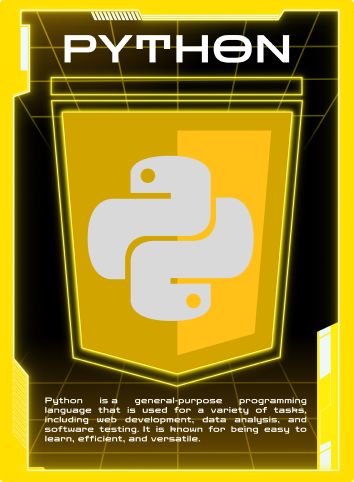 PYTHON
Python is a general-purpose programming
language that is used for a variety of tasks,
including web development, data analysis, and
software testing. It is known for being easy to
learn, efficient, and versatile.